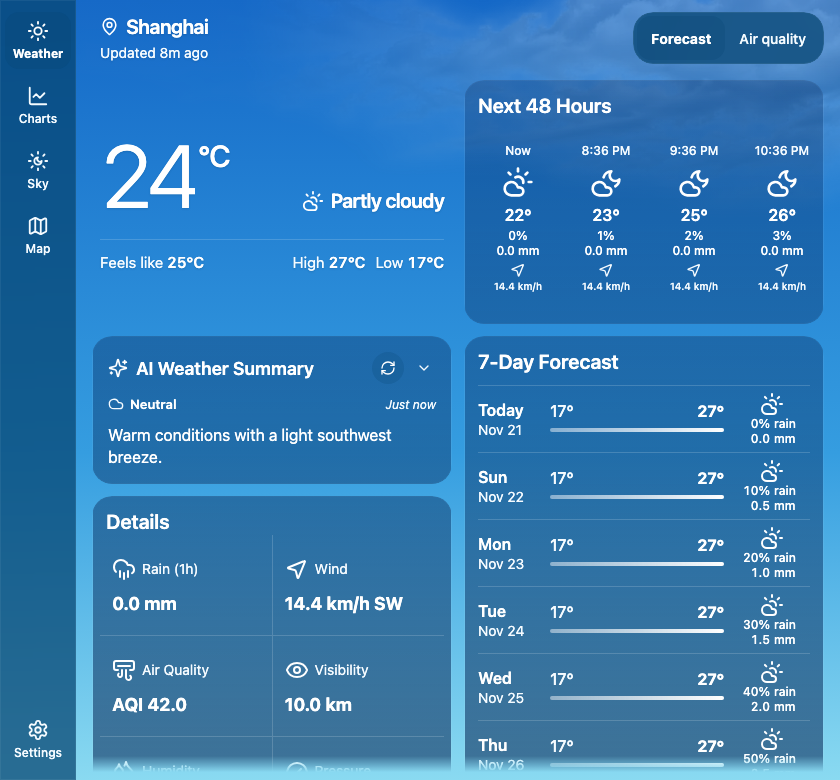 Weather
Charts
Sky
Map
Settings
Shanghai
Updated 8m ago
Forecast
Air quality
24°C
Partly cloudy
Feels like 25°C
High 27°C Low 17°C
Next 48 Hours
Now 8:36 PM 9:36 PM 10:36 PM
22° 23° 25° 26°
0% 1% 2% 3%
0.0 mm 0.0 mm 0.0 mm 0.0 mm
14.4 km/h 14.4 km/h 14.4 km/h 14.4 km/h
AI Weather Summary
Neutral
Just now
Warm conditions with a light southwest
breeze.
Details
Rain (1h)
0.0 mm
Wind
14.4 km/h SW
Air Quality
AQI 42.0
Visibility
10.0 km
Humidity
Pressure
7-Day Forecast
Today 17° 27°
Nov 21
0% rain
0.0 mm
Sun 17° 27°
Nov 22
10% rain
0.5 mm
Mon 17° 27°
Nov 23
20% rain
1.0 mm
Tue 17° 27°
Nov 24
30% rain
1.5 mm
Wed 17° 27°
Nov 25
40% rain
2.0 mm
Thu 17° 27°
Nov 26
50% rain